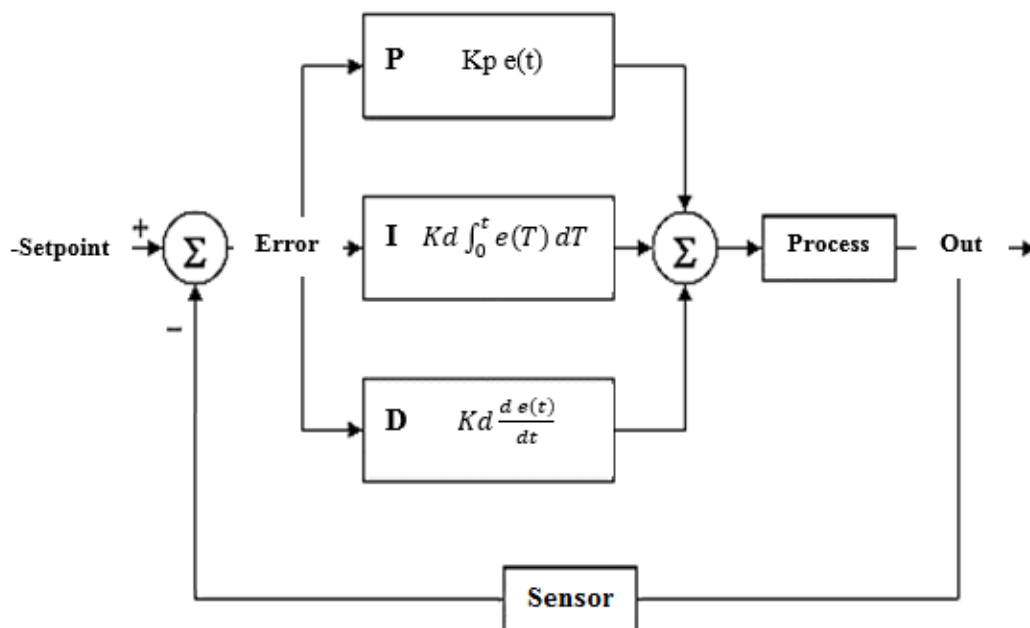 P Kp e(t)
+
-Setpoint Σ Error I Kd ∫₀ᵗ e(T) dT Σ Process Out
−
D Kd d e(t)/dt
Sensor